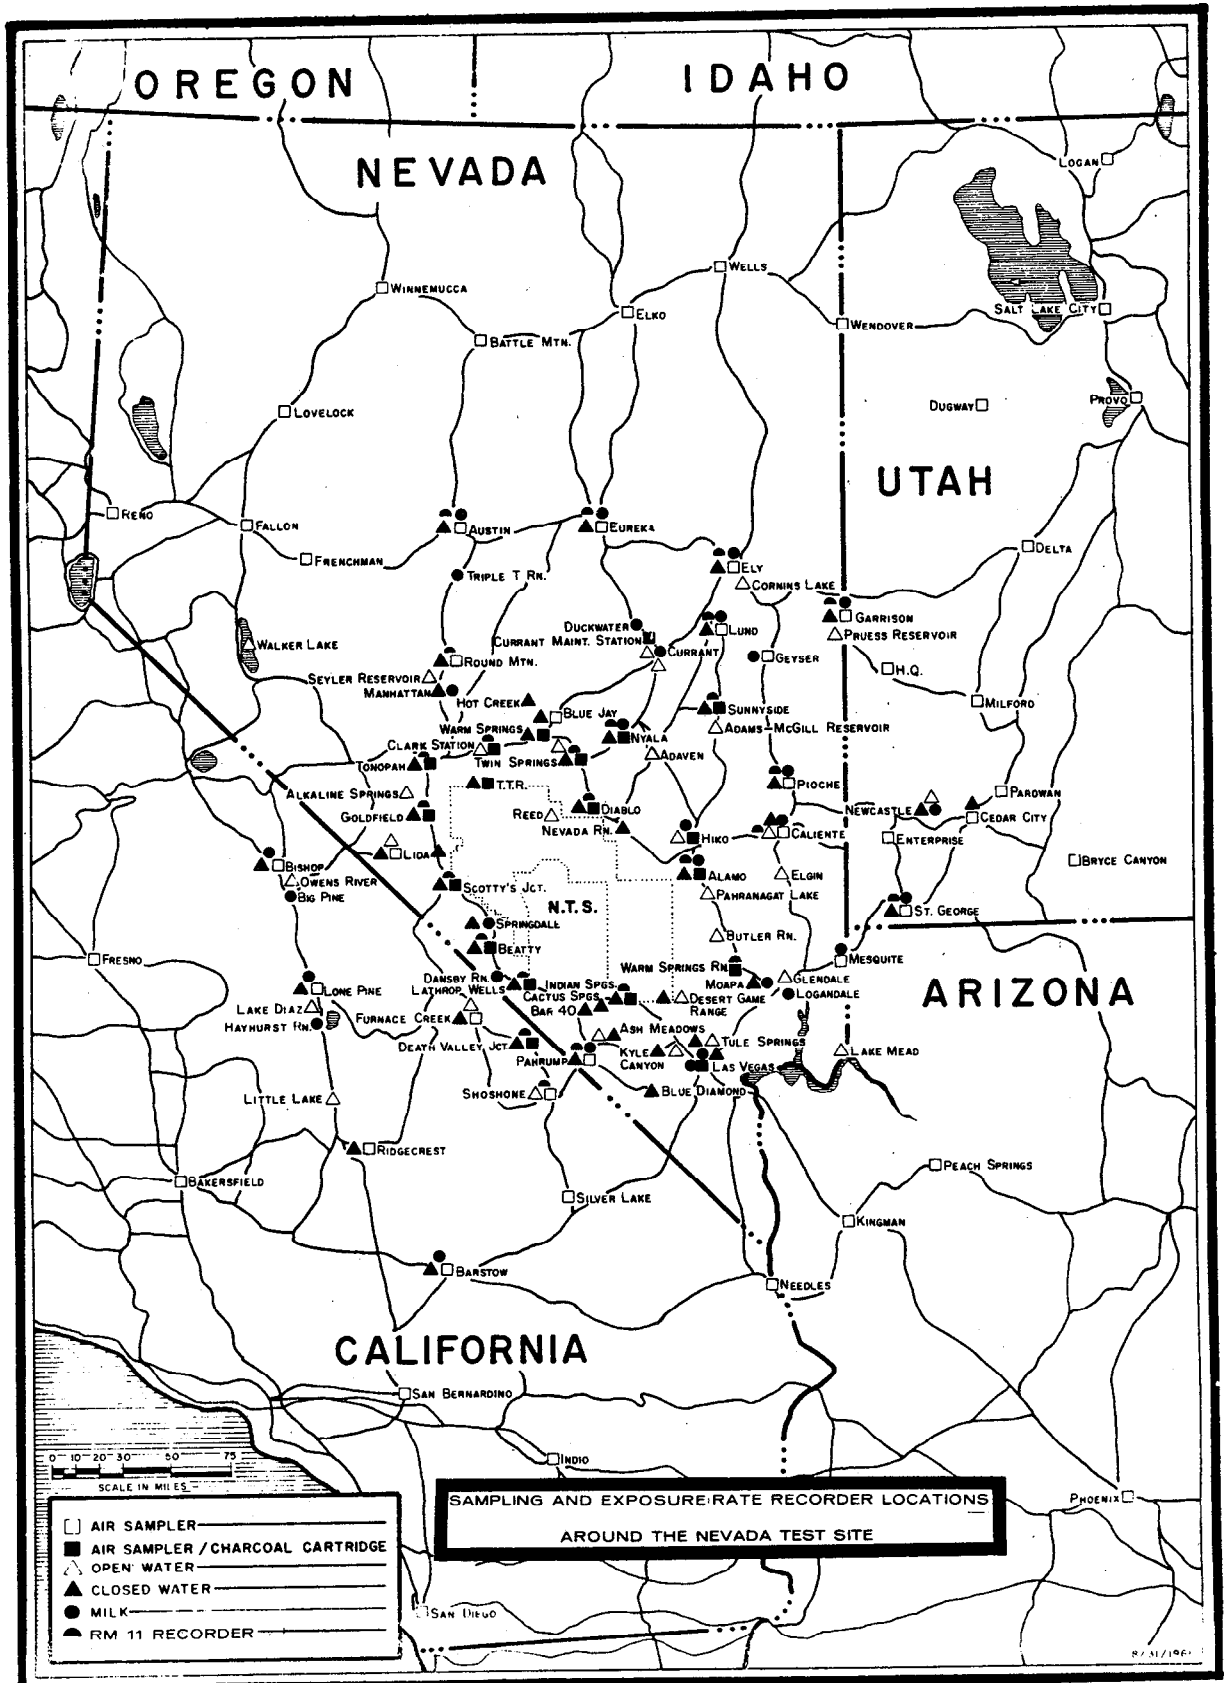 OREGON
IDAHO
NEVADA
LOGAN
WELLS
WINNEMUCCA
ELKO
SALT LAKE CITY
WENDOVER
BATTLE MTN.
DUGWAY
PROVO
LOVELOCK
UTAH
RENO
FALLON
AUSTIN
EUREKA
DELTA
FRENCHMAN
ELY
TRIPLE T RN.
CORNINS LAKE
GARRISON
DUCKWATER
LUND
PRUESS RESERVOIR
CURRANT MAINT. STATION
WALKER LAKE
CURRANT
ROUND MTN.
GEYSER
H.Q.
SEYLER RESERVOIR
MANHATTAN
HOT CREEK
MILFORD
SUNNYSIDE
BLUE JAY
WARM SPRINGS
ADAMS-MCGILL RESERVOIR
NYALA
CLARK STATION
ADAVEN
TWIN SPRINGS
TONOPAH
T.T.R.
PIOCHE
ALKALINE SPRINGS
PAROWAN
DIABLO
NEWCASTLE
GOLDFIELD
REED
CEDAR CITY
NEVADA RN.
HIKO
CALIENTE
ENTERPRISE
LIDA
BRYCE CANYON
BISHOP
OWENS RIVER
SCOTTY'S JCT.
ALAMO
ELGIN
BIG PINE
PAHRANAGAT LAKE
N.T.S.
ST. GEORGE
SPRINGDALE
BUTLER RN.
BEATTY
FRESNO
MESQUITE
WARM SPRINGS RN.
DANSBY RN.
GLENDALE
LATHROP WELLS
INDIAN SPGS.
MOAPA
LONE PINE
ARIZONA
CACTUS SPGS.
DESERT GAME
RANGE
LOGANDALE
LAKE DIAZ
BAR 40
FURNACE CREEK
HAYHURST RN.
ASH MEADOWS
TULE SPRINGS
DEATH VALLEY JCT.
KYLE
CANYON
LAKE MEAD
PAHRUMP
LAS VEGAS
SHOSHONE
BLUE DIAMOND
LITTLE LAKE
RIDGECREST
PEACH SPRINGS
BAKERSFIELD
SILVER LAKE
KINGMAN
BARSTOW
NEEDLES
CALIFORNIA
SAN BERNARDINO
INDIO
0 10 20 30 50 75
SCALE IN MILES
PHOENIX
SAMPLING AND EXPOSURE RATE RECORDER LOCATIONS
AROUND THE NEVADA TEST SITE
AIR SAMPLER
AIR SAMPLER / CHARCOAL CARTRIDGE
OPEN WATER
CLOSED WATER
MILK
RM 11 RECORDER
SAN DIEGO